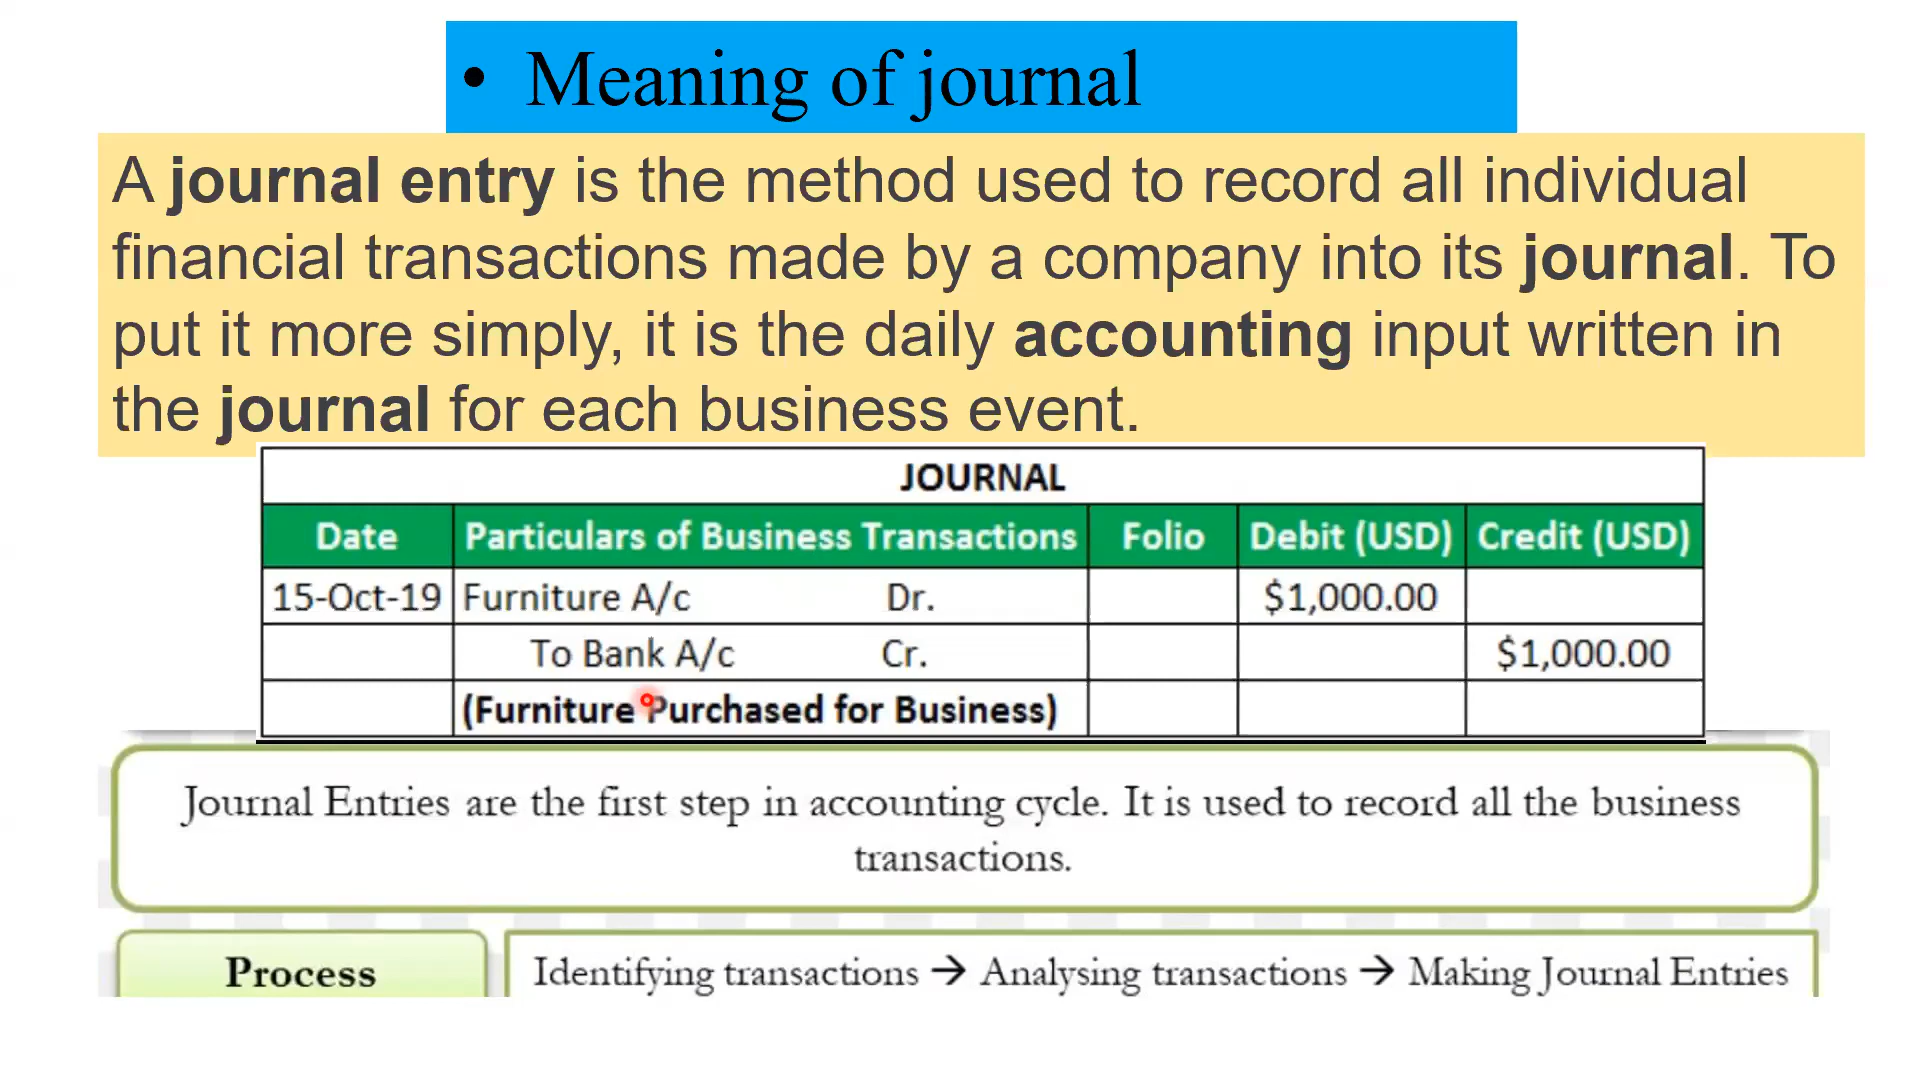 • Meaning of journal
A journal entry is the method used to record all individual
financial transactions made by a company into its journal. To
put it more simply, it is the daily accounting input written in
the journal for each business event.
JOURNAL
Date Particulars of Business Transactions Folio Debit (USD) Credit (USD)
15-Oct-19 Furniture A/c Dr. $1,000.00
To Bank A/c Cr. $1,000.00
(Furniture Purchased for Business)
Journal Entries are the first step in accounting cycle. It is used to record all the business
transactions.
Process Identifying transactions → Analysing transactions → Making Journal Entries